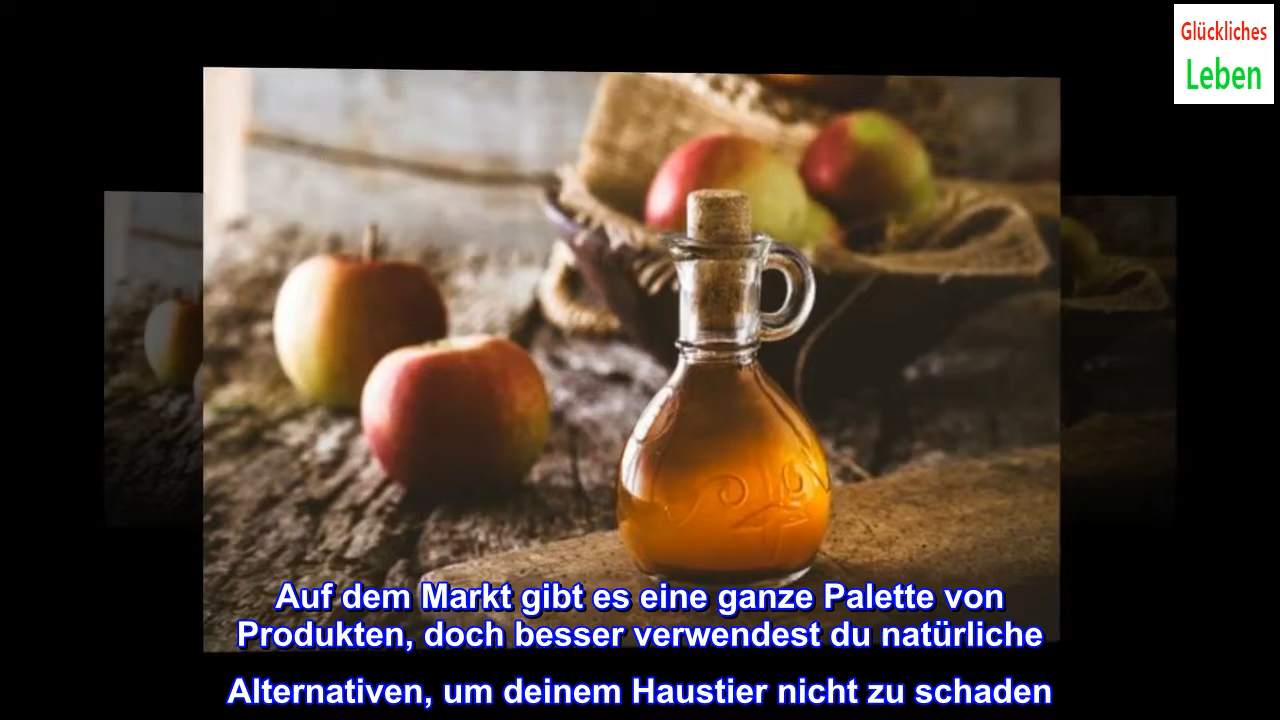 Glückliches
Leben
Auf dem Markt gibt es eine ganze Palette von
Produkten, doch besser verwendest du natürliche
Alternativen, um deinem Haustier nicht zu schaden